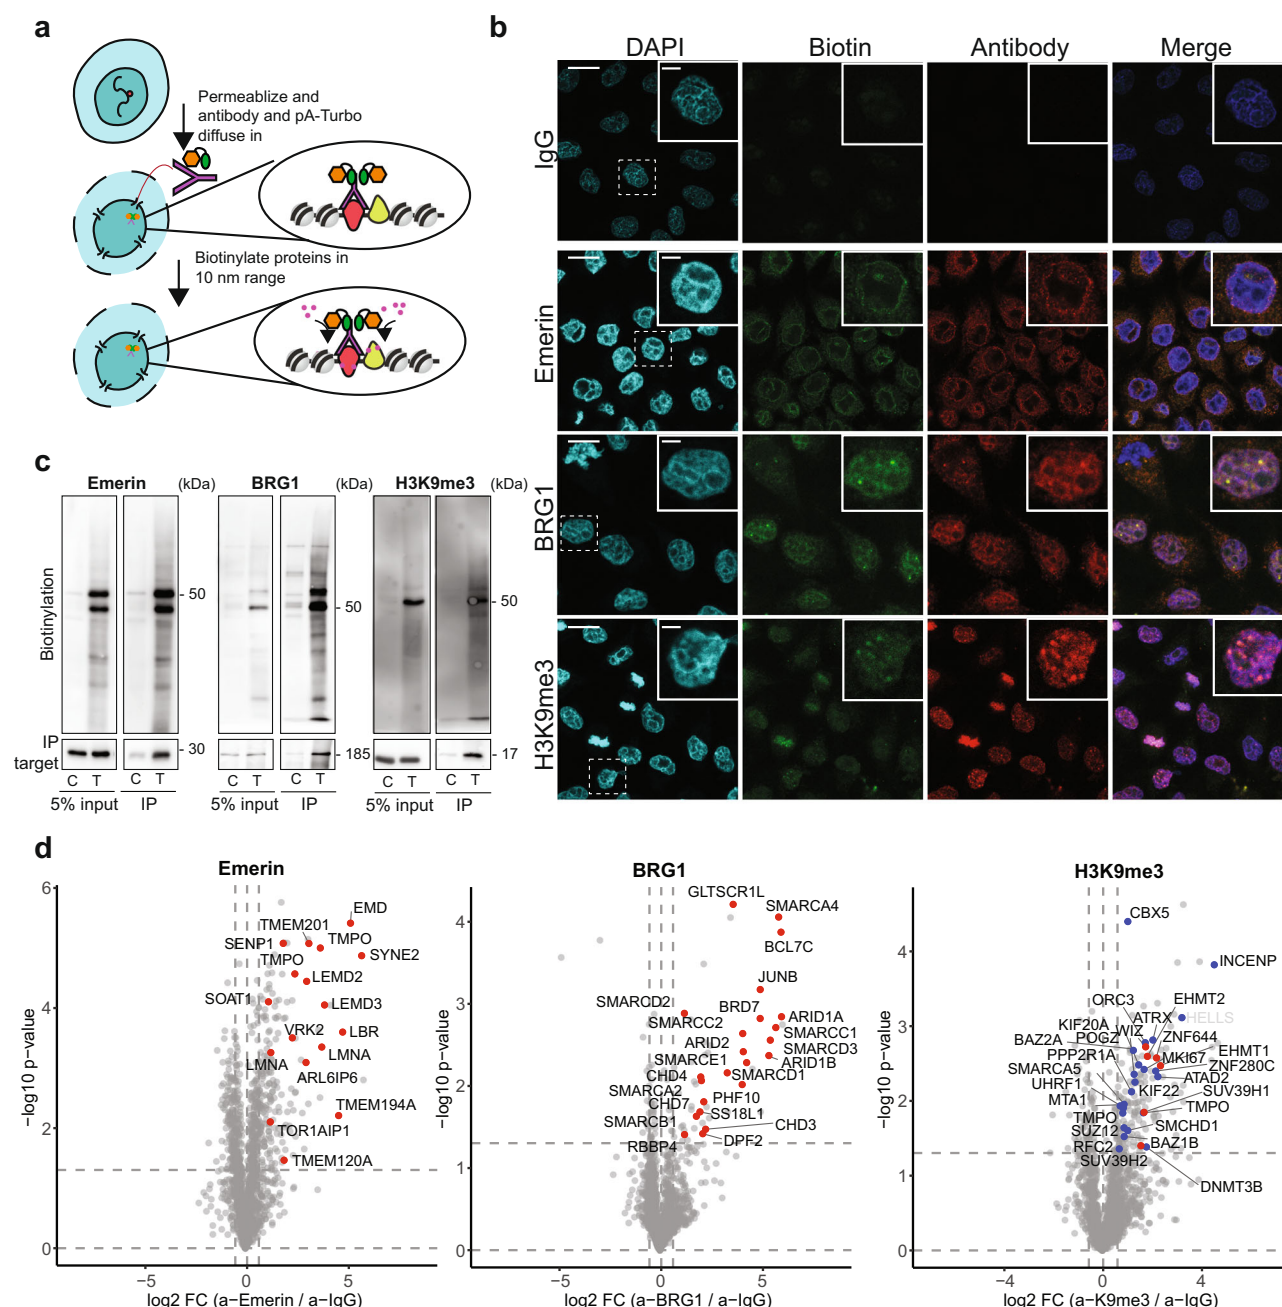 a
Permeablize and
antibody and pA-Turbo
diffuse in
Biotinylate proteins in
10 nm range
b
DAPI
Biotin
Antibody
Merge
IgG
Emerin
BRG1
H3K9me3
c
Emerin
(kDa)
BRG1
(kDa)
H3K9me3
(kDa)
Biotinylation
- 50
- 50
- 50
IP
target
- 30
- 185
- 17
C T
C T
C T
C T
C T
C T
5% input
IP
5% input
IP
5% input
IP
d
Emerin
6
4
2
0
-log10 p-value
EMD
TMEM201
SENP1
TMPO
SYNE2
TMPO
LEMD2
SOAT1
LEMD3
VRK2
LBR
LMNA
LMNA
ARL6IP6
TMEM194A
TOR1AIP1
TMEM120A
−5
0
5
log2 FC (a-Emerin / a-IgG)
BRG1
4
3
2
1
0
-log10 p-value
GLTSCR1L
SMARCA4
BCL7C
JUNB
SMARCD2
BRD7
ARID1A
SMARCC2
SMARCC1
ARID2
SMARCD3
SMARCE1
ARID1B
CHD4
SMARCD1
SMARCA2
PHF10
CHD7
SS18L1
SMARCB1
CHD3
RBBP4
DPF2
−5
0
5
log2 FC (a-BRG1 / a-IgG)
H3K9me3
4
3
2
1
0
-log10 p-value
CBX5
INCENP
ORC3
EHMT2
HELLS
KIF20A
WIZ
ATRX
BAZ2A
POGZ
ZNF644
PPP2R1A
MKI67
EHMT1
SMARCA5
ZNF280C
UHRF1
KIF22
ATAD2
MTA1
SUV39H1
TMPO
TMPO
SUZ12
SMCHD1
RFC2
BAZ1B
SUV39H2
DNMT3B
−4
0
4
log2 FC (a-K9me3 / a-IgG)